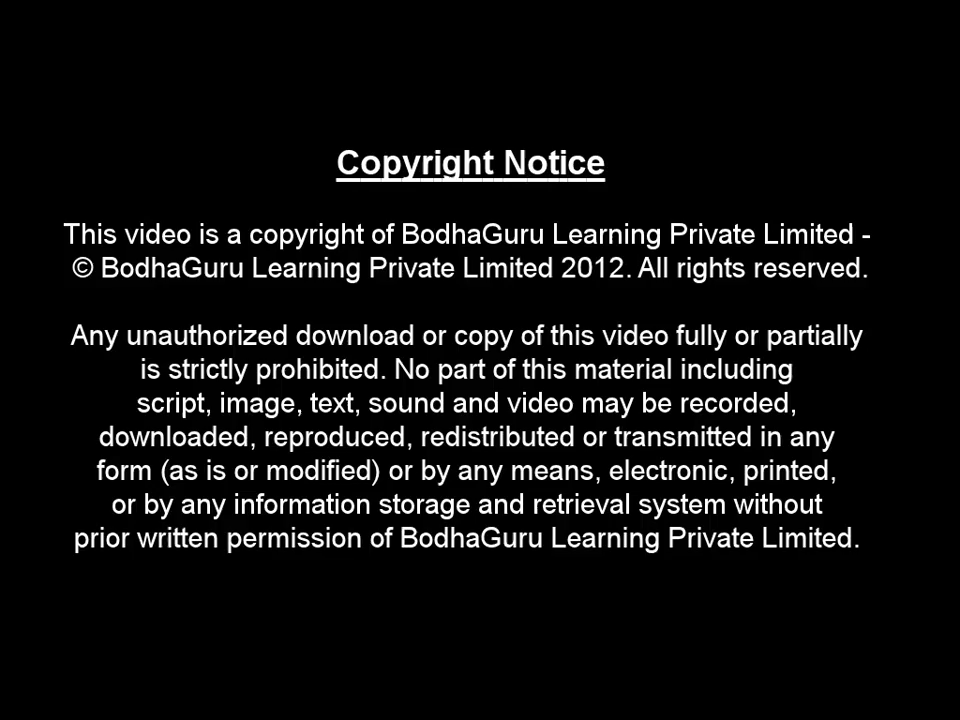 Copyright Notice
This video is a copyright of BodhaGuru Learning Private Limited -
© BodhaGuru Learning Private Limited 2012. All rights reserved.
Any unauthorized download or copy of this video fully or partially
is strictly prohibited. No part of this material including
script, image, text, sound and video may be recorded,
downloaded, reproduced, redistributed or transmitted in any
form (as is or modified) or by any means, electronic, printed,
or by any information storage and retrieval system without
prior written permission of BodhaGuru Learning Private Limited.